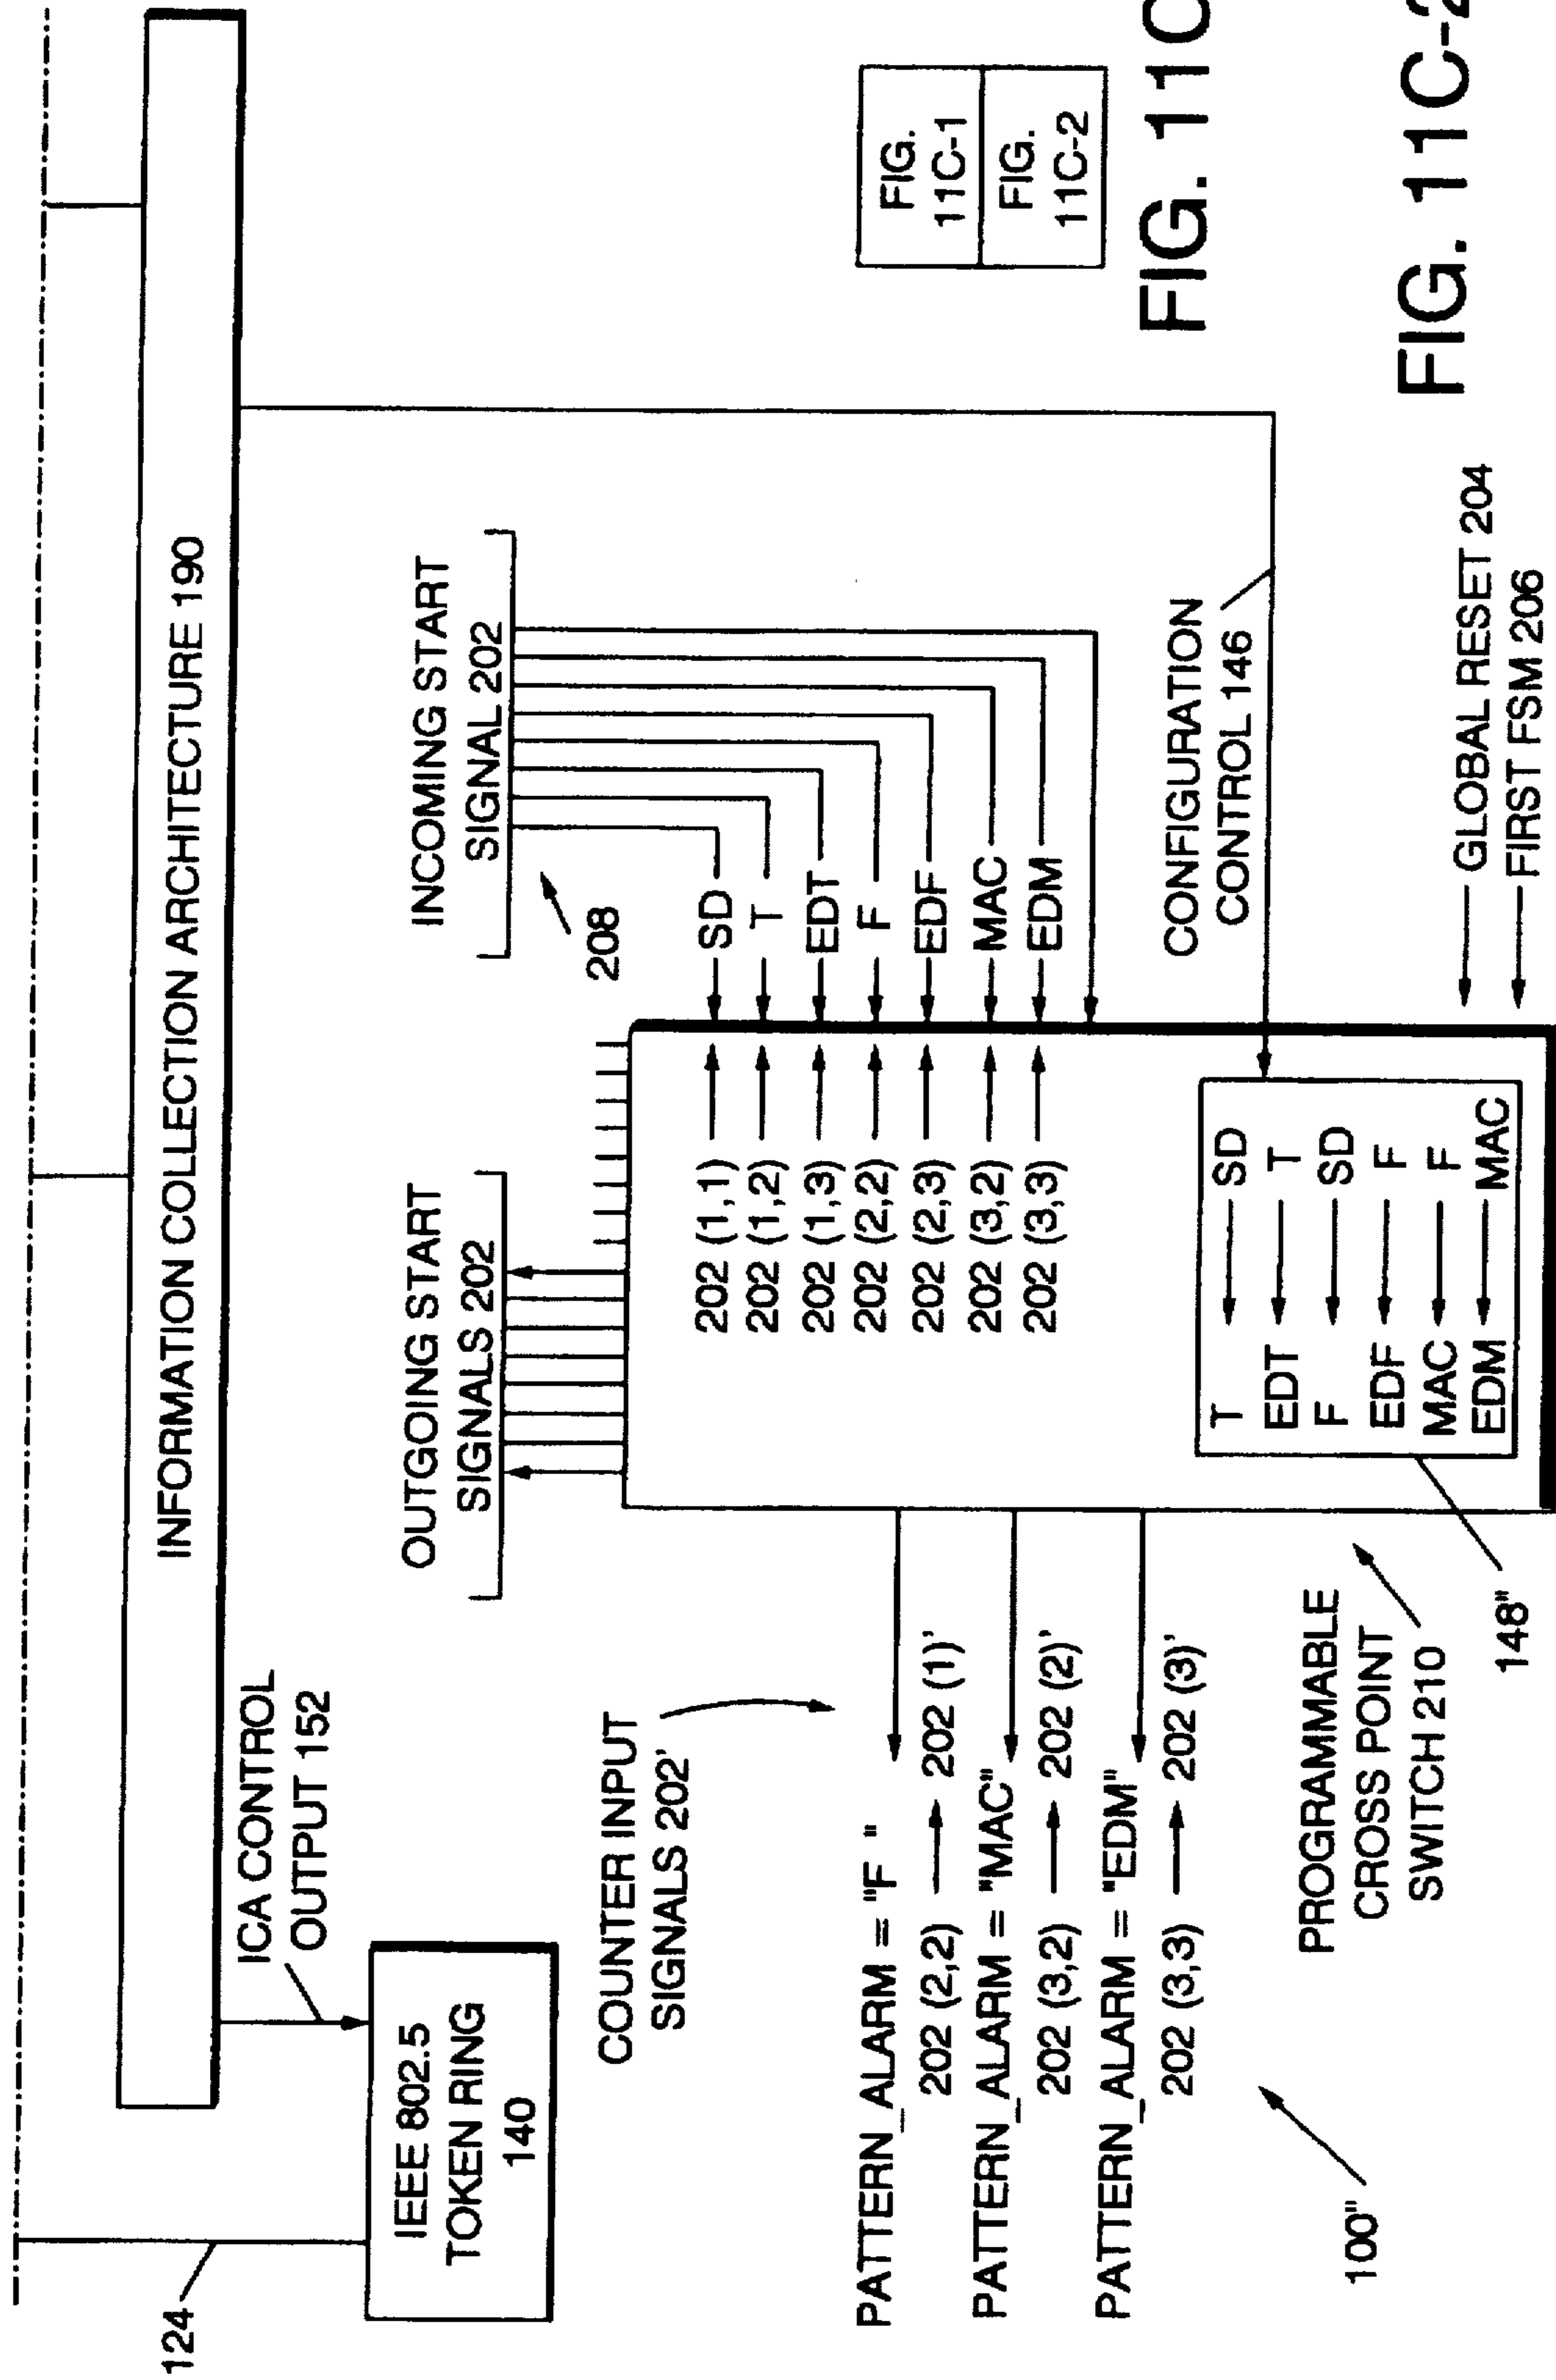 124
INFORMATION COLLECTION ARCHITECTURE 190
ICA CONTROL
OUTPUT 152
IEEE 802.5
TOKEN RING
140
OUTGOING START
SIGNALS 202
INCOMING START
SIGNAL 202
208
COUNTER INPUT
SIGNALS 202'
202 (1,1)
SD
202 (1,2)
T
202 (1,3)
EDT
202 (2,2)
F
202 (2,3)
EDF
202 (3,2)
MAC
202 (3,3)
EDM
PATTERN_ALARM = "F "
202 (2,2) 202 (1)'
PATTERN_ALARM = "MAC"
202 (3,2) 202 (2)'
PATTERN_ALARM = "EDM"
202 (3,3) 202 (3)'
CONFIGURATION
CONTROL 146
T SD
EDT T
F SD
EDF F
MAC F
EDM MAC
100"
PROGRAMMABLE
CROSS POINT
SWITCH 210
148"
GLOBAL RESET 204
FIRST FSM 206
FIG.
11C-1
FIG.
11C-2
FIG. 11C
FIG. 11C-2